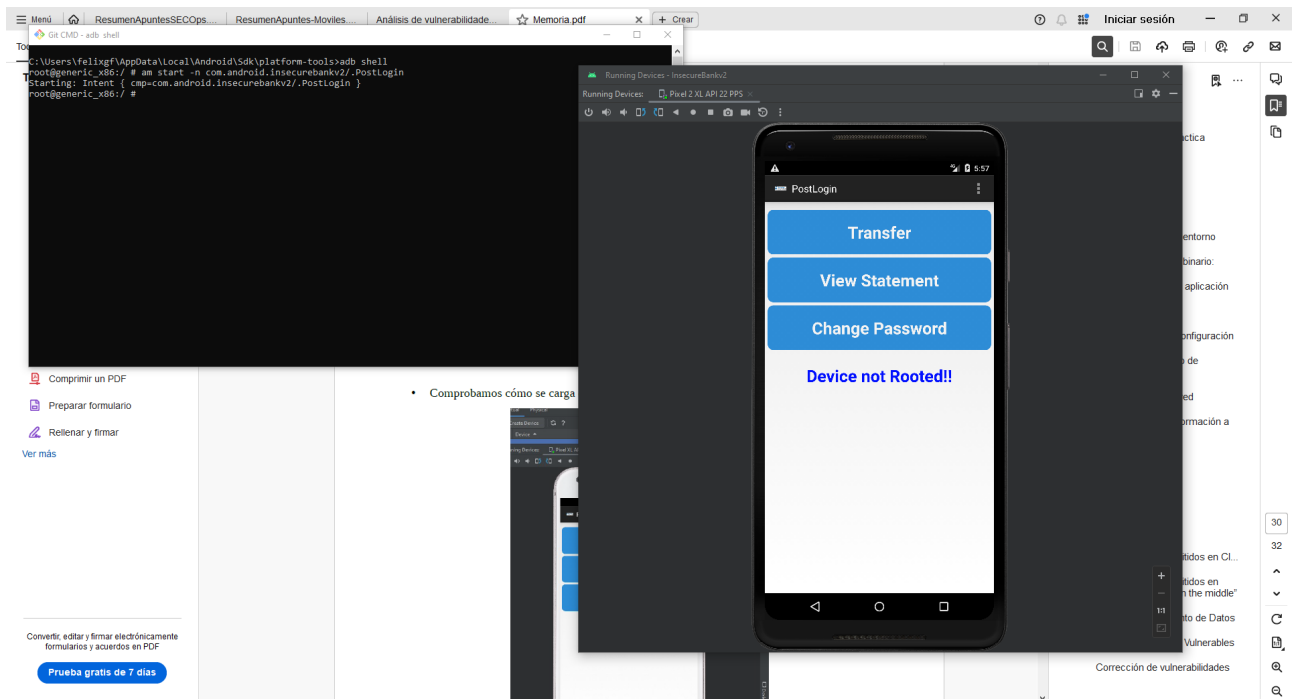 Menú
ResumenApuntesSECOps....
ResumenApuntes-Moviles....
Análisis de vulnerabilidade...
Memoria.pdf
Crear
Iniciar sesión
Git CMD - adb shell
C:\Users\felixgf\AppData\Local\Android\Sdk\platform-tools>adb shell
root@generic_x86:/ # am start -n com.android.insecurebankv2/.PostLogin
Starting: Intent { cmp=com.android.insecurebankv2/.PostLogin }
root@generic_x86:/ #
Running Devices - InsecureBankv2
Running Devices:
Pixel 2 XL API 22 PPS
5:57
PostLogin
Transfer
View Statement
Change Password
Device not Rooted!!
1:1
Comprimir un PDF
Preparar formulario
Rellenar y firmar
Ver más
Convertir, editar y firmar electrónicamente
formularios y acuerdos en PDF
Prueba gratis de 7 días
• Comprobamos cómo se carga
áctica
entorno
binario:
aplicación
onfiguración
de
ed
ormación a
itidos en Cl...
itidos en
n the middle"
to de Datos
Vulnerables
Corrección de vulnerabilidades
30
32